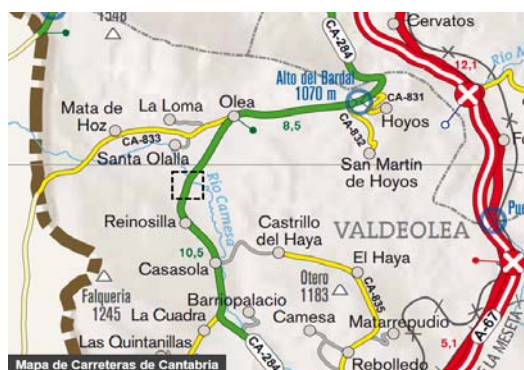 1548
Cervatos
CA-284
Alto del Bardal
1070 m
12,1
CA-831
La Loma
Olea
Mata de
Hoz
8,5
Hoyos
CA-833
CA-832
Santa Olalla
San Martín
de Hoyos
Río Camesa
Reinosilla
Castrillo
del Haya
VALDEOLEA
10,5
Casasola
El Haya
Otero
1183
Falquería
1245
Barriopalacio
CA-835
La Cuadra
Camesa
Matarrepudio
A-67
Las Quintanillas
CA-284
5,1
LA MESETA
Rebolledo
Mapa de Carreteras de Cantabria